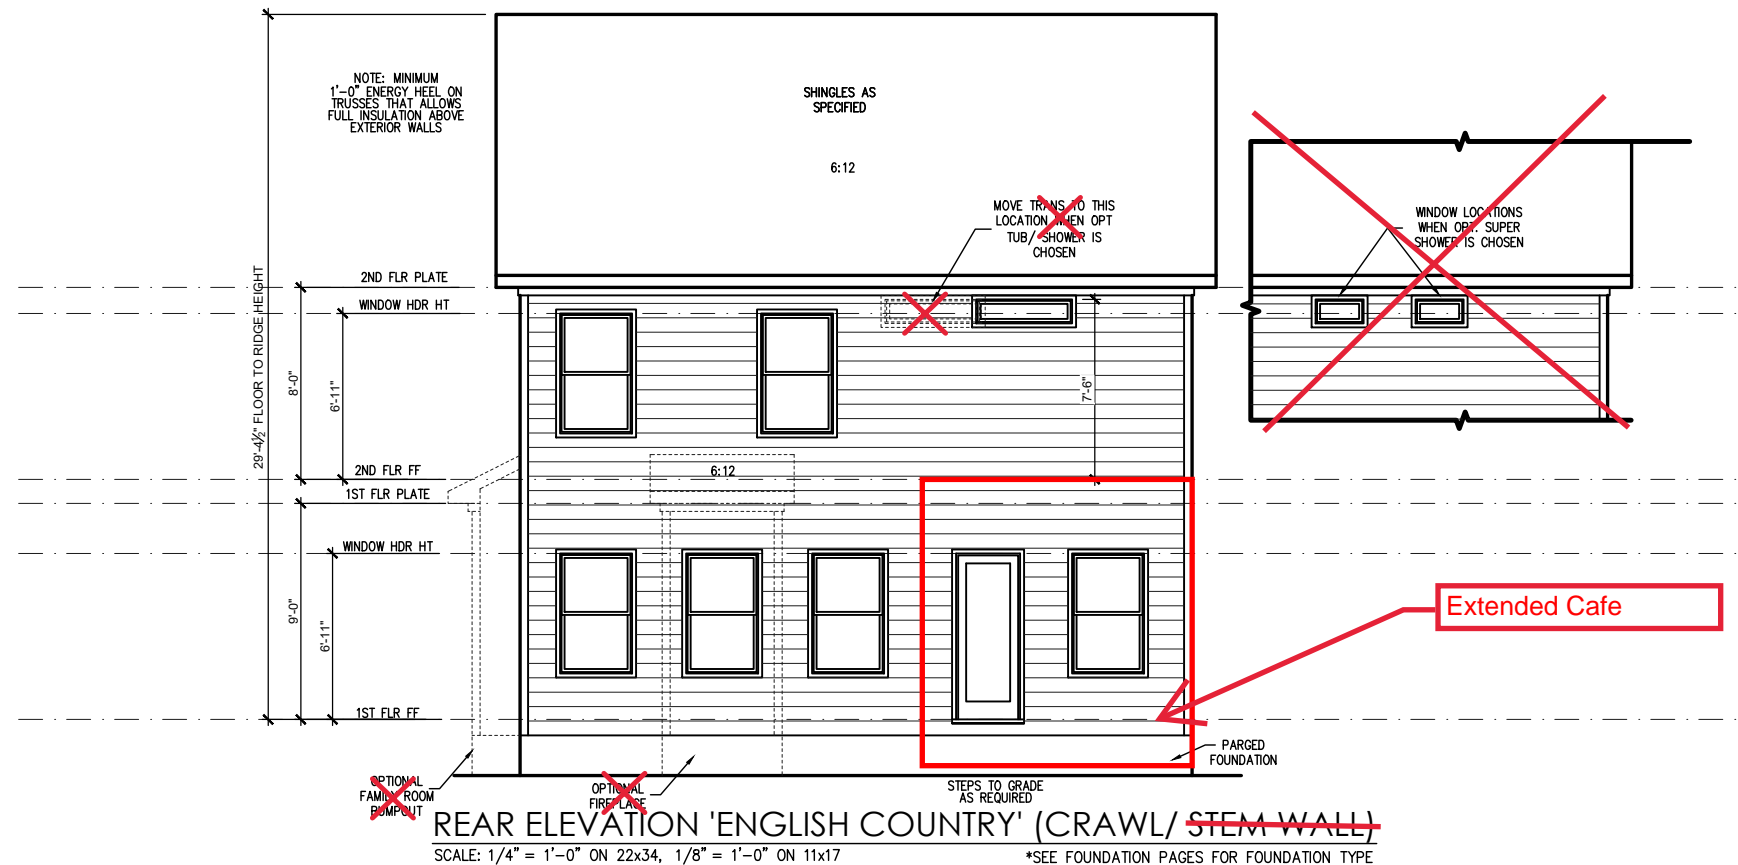 NOTE: MINIMUM
1'-0" ENERGY HEEL ON
TRUSSES THAT ALLOWS
FULL INSULATION ABOVE
EXTERIOR WALLS
SHINGLES AS
SPECIFIED
6:12
MOVE TRANS TO THIS
LOCATION WHEN OPT
TUB/ SHOWER IS
CHOSEN
WINDOW LOCATIONS
WHEN OPT. SUPER
SHOWER IS CHOSEN
29'-4½" FLOOR TO RIDGE HEIGHT
2ND FLR PLATE
WINDOW HDR HT
8'-0"
6'-11"
7'-6"
2ND FLR FF
6:12
1ST FLR PLATE
WINDOW HDR HT
9'-0"
6'-11"
Extended Cafe
1ST FLR FF
PARGED
FOUNDATION
OPTIONAL
FAMILY ROOM
BUMPOUT
OPTIONAL
FIREPLACE
STEPS TO GRADE
AS REQUIRED
REAR ELEVATION 'ENGLISH COUNTRY' (CRAWL/ STEM WALL)
SCALE: 1/4" = 1'-0" ON 22x34, 1/8" = 1'-0" ON 11x17
*SEE FOUNDATION PAGES FOR FOUNDATION TYPE